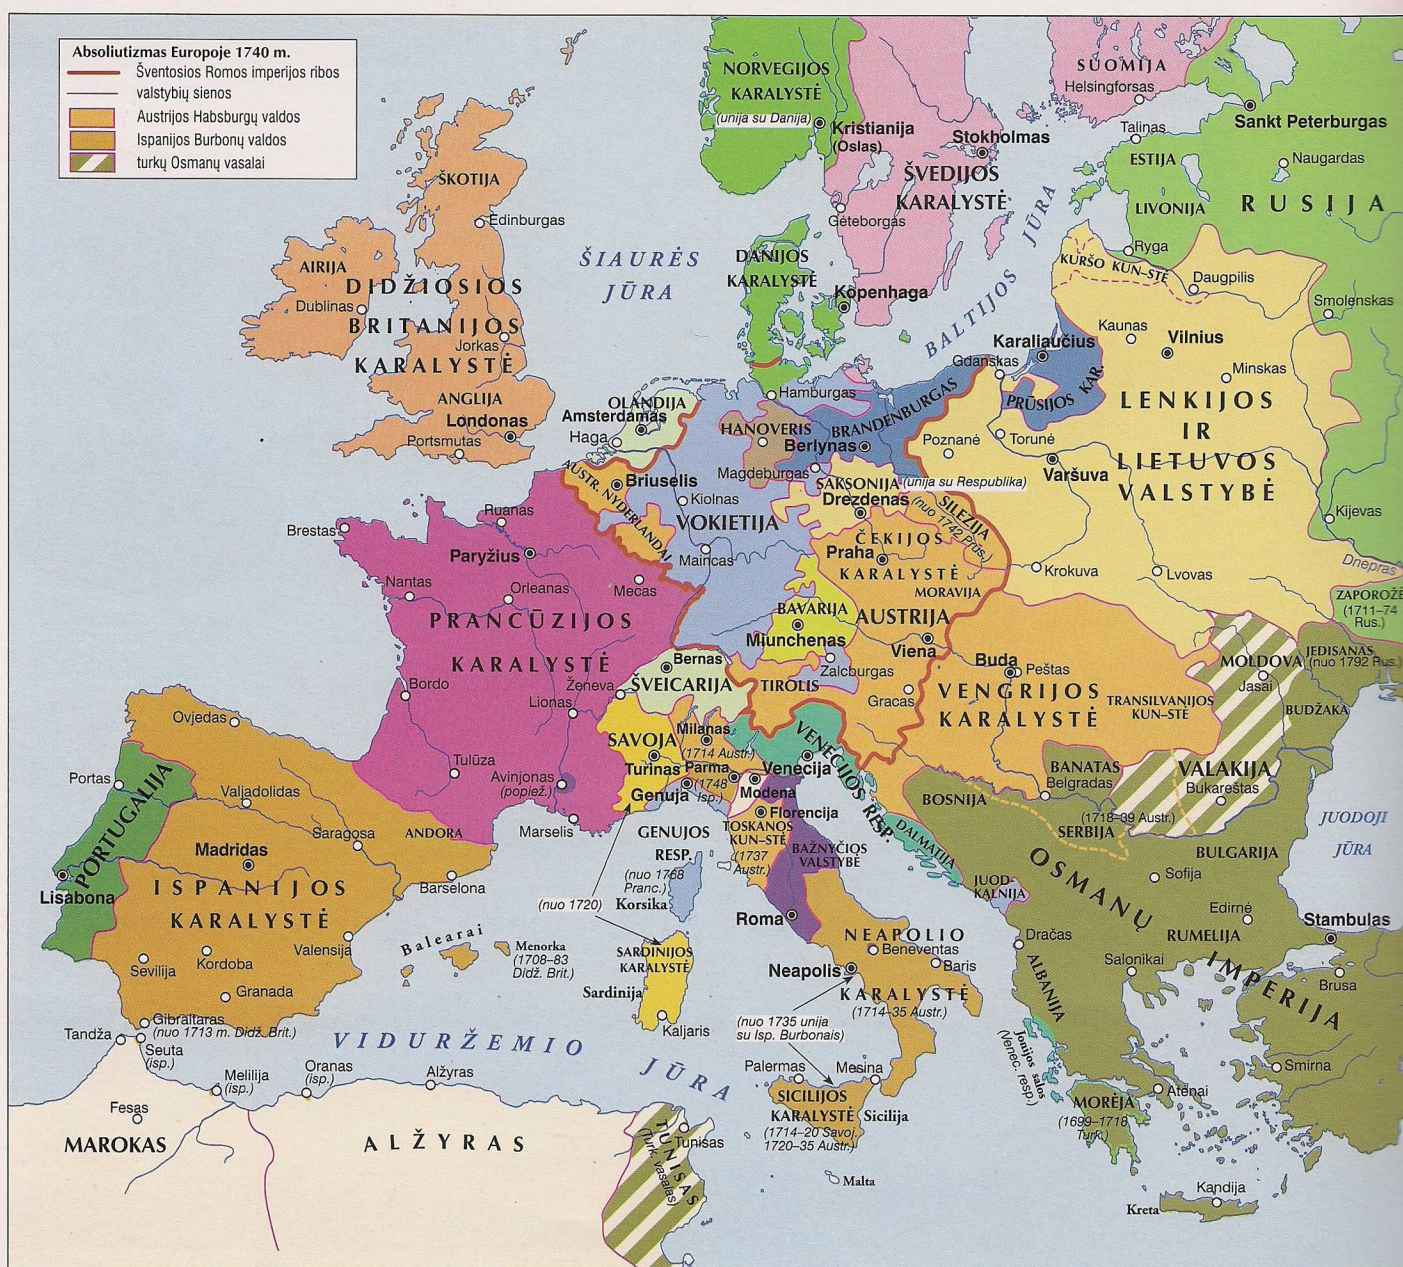 Absoliutizmas Europoje 1740 m.
Šventosios Romos imperijos ribos
valstybių sienos
Austrijos Habsburgų valdos
Ispanijos Burbonų valdos
turkų Osmanų vasalai
NORVEGIJOS
KARALYSTĖ
(unija su Danija)
Kristianija
(Oslas)
SUOMIJA
Helsingforsas
Sankt Peterburgas
Talinas
ESTIJA
Naugardas
Stokholmas
ŠVEDIJOS
KARALYSTĖ
Gėteborgas
LIVONIJA
RUSIJA
Ryga
KURŠO KUN–STĖ
Daugpilis
Smolenskas
ŠKOTIJA
Edinburgas
AIRIJA
Dublinas
DIDŽIOSIOS
BRITANIJOS
KARALYSTĖ
Jorkas
ANGLIJA
Londonas
Portsmutas
ŠIAURĖS
JŪRA
DANIJOS
KARALYSTĖ
Kopenhaga
BALTIJOS JŪRA
Karaliaučius
Gdanskas
PRŪSIJOS KAR.
Kaunas
Vilnius
Minskas
LENKIJOS
IR
LIETUVOS
VALSTYBĖ
Hamburgas
OLANDIJA
Amsterdamas
Haga
HANOVERIS
BRANDENBURGAS
Berlynas
Magdeburgas
Poznanė
Torunė
Varšuva
SAKSONIJA
(unija su Respublika)
Drezdenas
SILEZIJA
(nuo 1742 Prūs.)
AUSTR. NYDERLANDAI
Briuselis
Kiolnas
VOKIETIJA
Maincas
ČEKIJOS
Praha
KARALYSTĖ
MORAVIJA
Krokuva
Lvovas
Kijevas
Dnepras
ZAPOROŽĖ
(1711–74
Rus.)
Brestas
Ruanas
Paryžius
Nantas
Orleanas
Mecas
PRANCŪZIJOS
KARALYSTĖ
Bordo
Lionas
Ženeva
Tulūza
Avinjonas
(popiež.)
Marselis
BAVARIJA
Miunchenas
AUSTRIJA
Viena
Zalcburgas
Bernas
ŠVEICARIJA
TIROLIS
Gracas
Buda
Peštas
VENGRIJOS
KARALYSTĖ
TRANSILVANIJOS
KUN–STĖ
MOLDOVA
Jasai
JEDISANAS
(nuo 1792 Rus.)
BUDŽAKA
SAVOJA
Turinas
Milanas
(1714 Austr.)
Parma
(1748
Isp.)
Genuja
Modena
VENECIJOS RESP.
Venecija
Florencija
TOSKANOS
KUN–STĖ
(1737
Austr.)
BAŽNYČIOS
VALSTYBĖ
DALMATIJA
BOSNIJA
BANATAS
Belgradas
(1718–39 Austr.)
SERBIJA
VALAKIJA
Bukareštas
BULGARIJA
Sofija
JUODOJI
JŪRA
JUOD-
KALNIJA
OSMANŲ
IMPERIJA
Edirnė
RUMELIJA
Stambulas
Brusa
GENUJOS
RESP.
(nuo 1768
Pranc.)
Korsika
(nuo 1720)
Roma
SARDINIJOS
KARALYSTĖ
Sardinija
Kaljaris
Ovjedas
Portas
Valjadolidas
PORTUGALIJA
Lisabona
Saragosa
ANDORA
Madridas
ISPANIJOS
KARALYSTĖ
Barselona
Valensija
Balearai
Menorka
(1708–83
Didž. Brit.)
Sevilija
Kordoba
Granada
Gibraltaras
(nuo 1713 m. Didž. Brit.)
Tandža
Seuta
(isp.)
Melilija
(isp.)
Oranas
(isp.)
Alžyras
VIDURŽEMIO
JŪRA
NEAPOLIO
Beneventas
Neapolis
Baris
KARALYSTĖ
(1714–35 Austr.)
(nuo 1735 unija
su Isp. Burbonais)
Palermas
Mesina
SICILIJOS
KARALYSTĖ
Sicilija
(1714–20 Savoj.
1720–35 Austr.)
Malta
Dračas
ALBANIJA
Salonikai
Jonijos salos
(Venec. resp.)
Smirna
Atėnai
MORĖJA
(1699–1718
Turk.)
Kandija
Kreta
Fesas
MAROKAS
ALŽYRAS
TUNISAS
(Turk. vasalas)
Tunisas